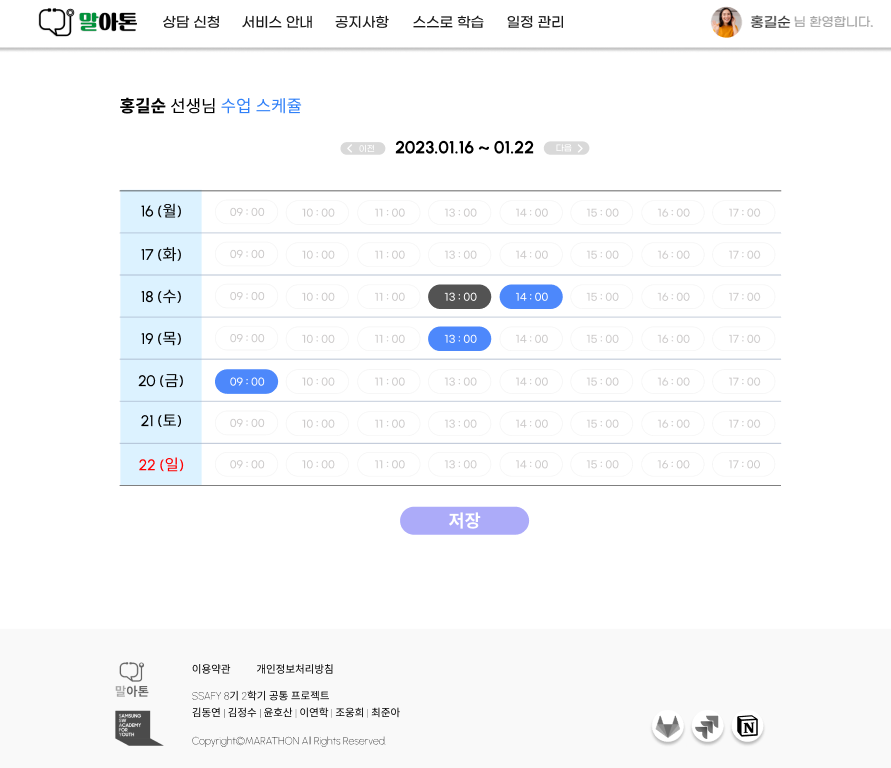 말아톤 상담 신청 서비스 안내 공지사항 스스로 학습 일정 관리 홍길순 님 환영합니다.
홍길순 선생님 수업 스케쥴
이전 2023.01.16 ~ 01.22 다음
16 (월) 09 : 00 10 : 00 11 : 00 13 : 00 14 : 00 15 : 00 16 : 00 17 : 00
17 (화) 09 : 00 10 : 00 11 : 00 13 : 00 14 : 00 15 : 00 16 : 00 17 : 00
18 (수) 09 : 00 10 : 00 11 : 00 13 : 00 14 : 00 15 : 00 16 : 00 17 : 00
19 (목) 09 : 00 10 : 00 11 : 00 13 : 00 14 : 00 15 : 00 16 : 00 17 : 00
20 (금) 09 : 00 10 : 00 11 : 00 13 : 00 14 : 00 15 : 00 16 : 00 17 : 00
21 (토) 09 : 00 10 : 00 11 : 00 13 : 00 14 : 00 15 : 00 16 : 00 17 : 00
22 (일) 09 : 00 10 : 00 11 : 00 13 : 00 14 : 00 15 : 00 16 : 00 17 : 00
저장
말아톤
SAMSUNG
SW
ACADEMY
FOR
YOUTH
이용약관 개인정보처리방침
SSAFY 8기 2학기 공통 프로젝트
김동연 | 김정수 | 윤호산 | 이연학 | 조웅희 | 최준아
Copyright©MARATHON All Rights Reserved.
N